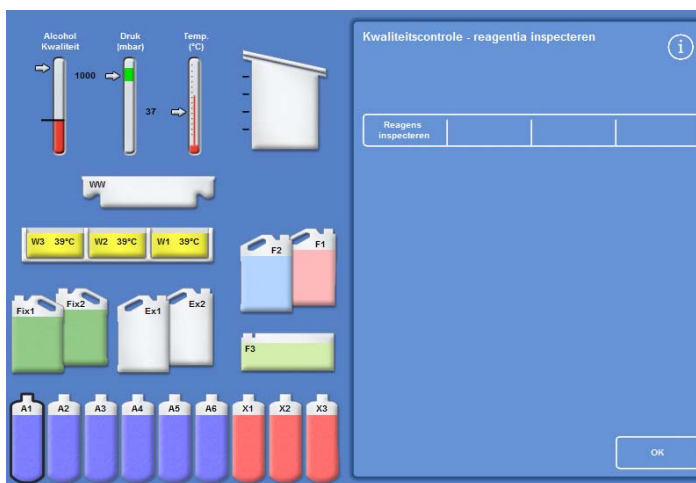 Alcohol
Kwaliteit
Druk
(mbar)
Temp.
(°C)
1000
37
WW
W3 39°C
W2 39°C
W1 39°C
F2
F1
Fix1
Fix2
Ex1
Ex2
F3
A1
A2
A3
A4
A5
A6
X1
X2
X3
Kwaliteitscontrole - reagentia inspecteren
i
Reagens
inspecteren
OK